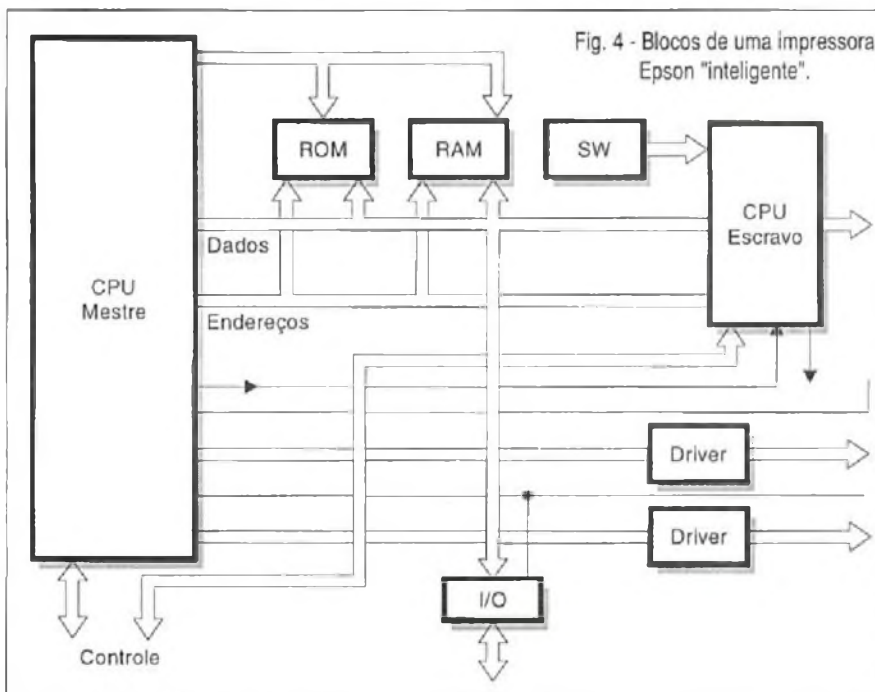 Fig. 4 - Blocos de uma impressora
Epson "inteligente".
ROM
RAM
SW
CPU
Escravo
Dados
CPU
Mestre
Endereços
Driver
Driver
I/O
Controle